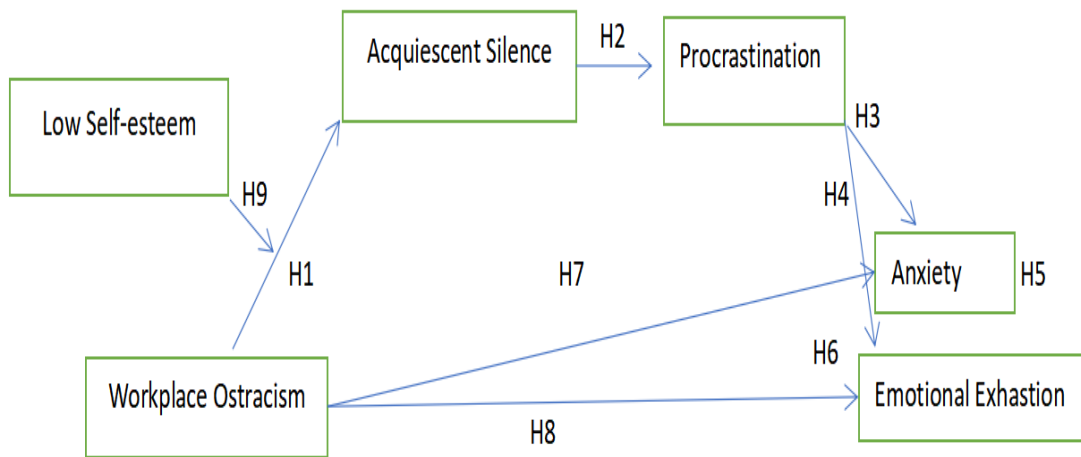 Acquiescent Silence
H2
Procrastination
Low Self-esteem
H3
H9
H4
H1
H7
Anxiety
H5
H6
Workplace Ostracism
Emotional Exhastion
H8